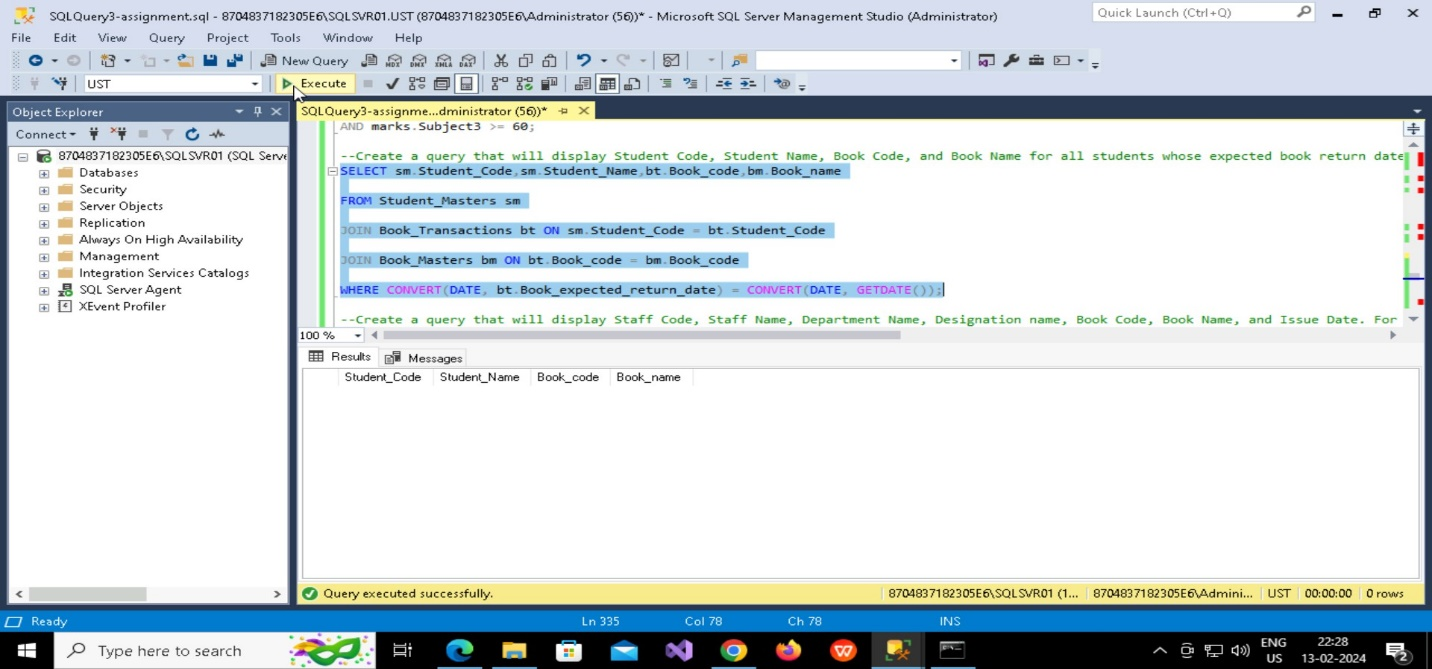 SQLQuery3-assignment.sql - 8704837182305E6\SQLSVR01.UST (8704837182305E6\Administrator (56))* - Microsoft SQL Server Management Studio (Administrator)
Quick Launch (Ctrl+Q)
File Edit View Query Project Tools Window Help
New Query
UST
Execute
Object Explorer
Connect
8704837182305E6\SQLSVR01 (SQL Serve
Databases
Security
Server Objects
Replication
Always On High Availability
Management
Integration Services Catalogs
SQL Server Agent
XEvent Profiler
SQLQuery3-assignme...dministrator (56))*
AND marks.Subject3 >= 60;
--Create a query that will display Student Code, Student Name, Book Code, and Book Name for all students whose expected book return date
SELECT sm.Student_Code,sm.Student_Name,bt.Book_code,bm.Book_name
FROM Student_Masters sm
JOIN Book_Transactions bt ON sm.Student_Code = bt.Student_Code
JOIN Book_Masters bm ON bt.Book_code = bm.Book_code
WHERE CONVERT(DATE, bt.Book_expected_return_date) = CONVERT(DATE, GETDATE());
--Create a query that will display Staff Code, Staff Name, Department Name, Designation name, Book Code, Book Name, and Issue Date. For
100 %
Results Messages
Student_Code Student_Name Book_code Book_name
Query executed successfully.
8704837182305E6\SQLSVR01 (1... 8704837182305E6\Admini... UST 00:00:00 0 rows
Ready Ln 335 Col 78 Ch 78 INS
Type here to search
ENG
US
22:28
13-02-2024
2